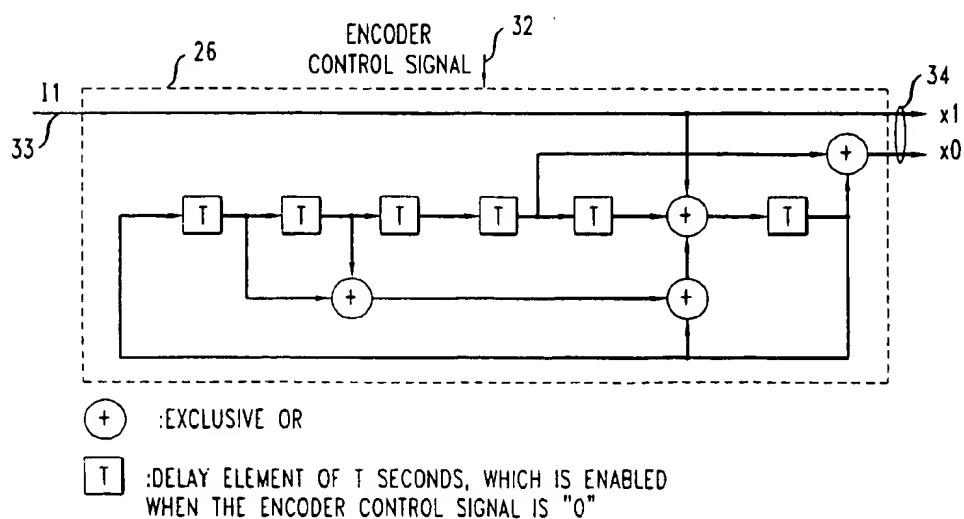 ENCODER
CONTROL SIGNAL
32
26
34
I1
33
x1
x0
+
T T T T T + T
+ +
+ :EXCLUSIVE OR
T :DELAY ELEMENT OF T SECONDS, WHICH IS ENABLED
WHEN THE ENCODER CONTROL SIGNAL IS "0"